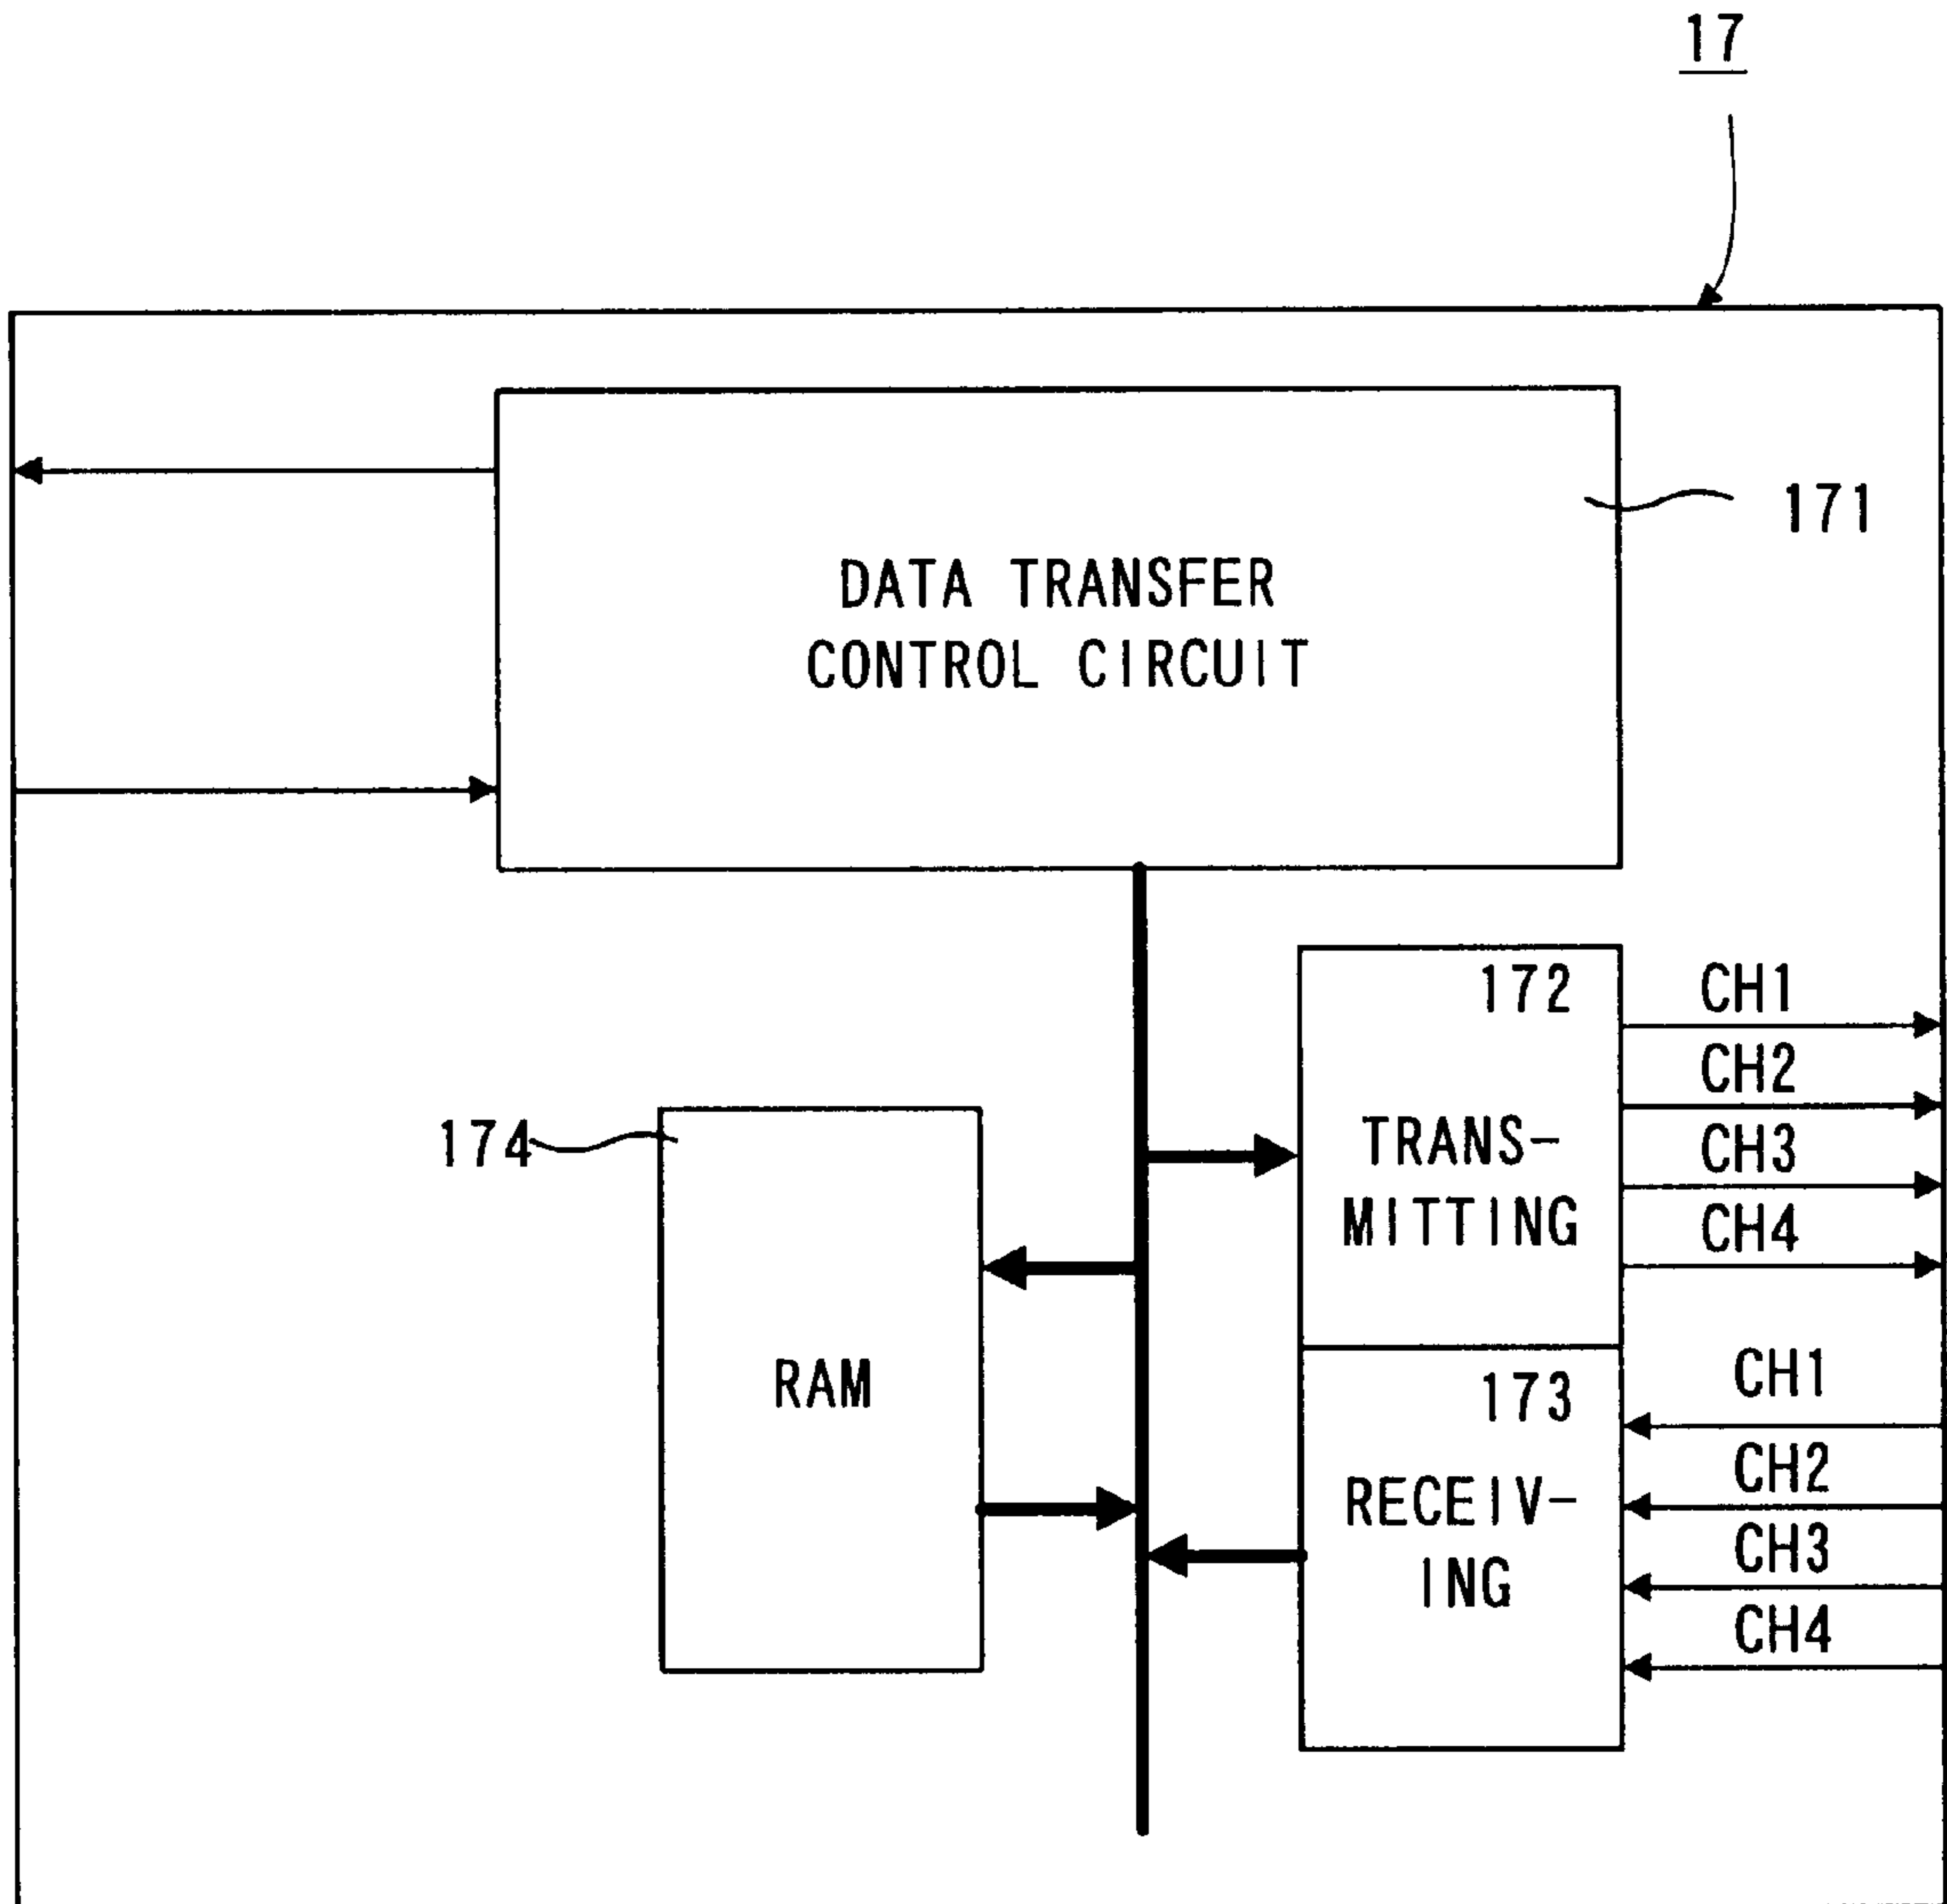 17
171
DATA TRANSFER
CONTROL CIRCUIT
172
CH1
CH2
174
TRANS-
CH3
MITTING
CH4
RAM
173
CH1
RECEIV-
CH2
ING
CH3
CH4